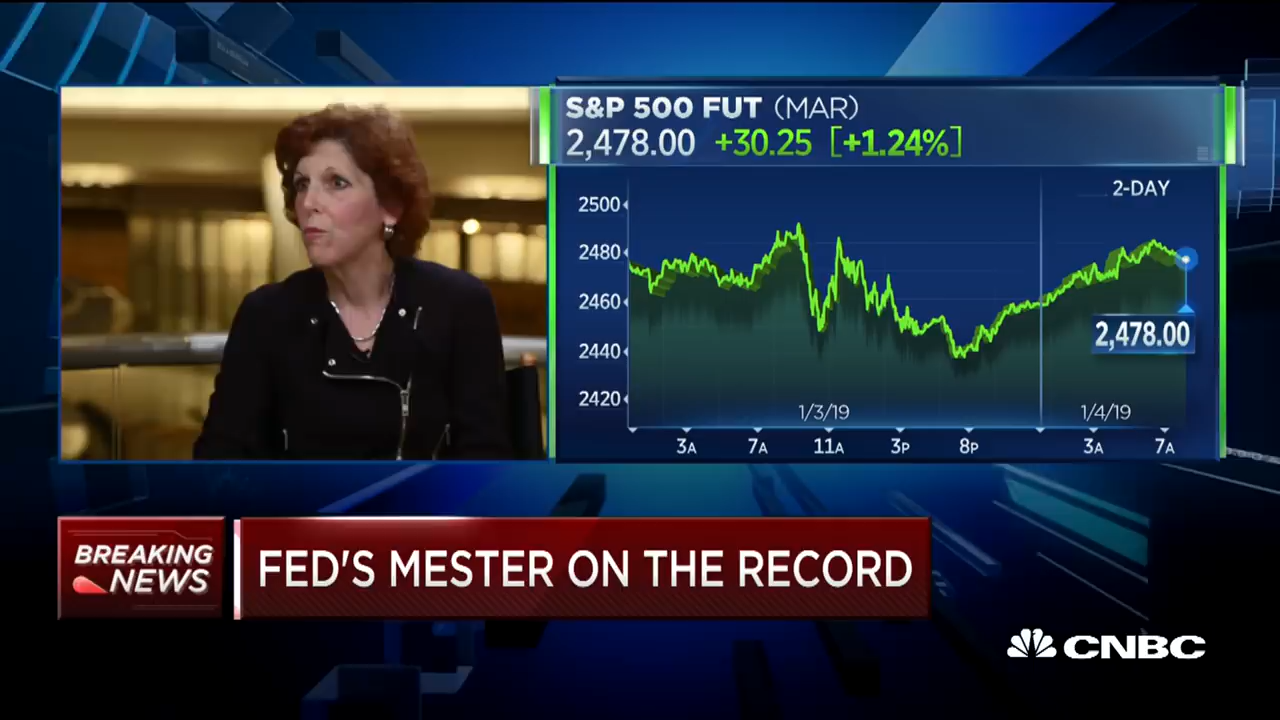 S&P 500 FUT (MAR)
2,478.00 +30.25 [+1.24%]
2-DAY
2500
2480
2460
2440
2420
2,478.00
1/3/19 1/4/19
3A 7A 11A 3P 8P 3A 7A
BREAKING
NEWS
FED'S MESTER ON THE RECORD
CNBC